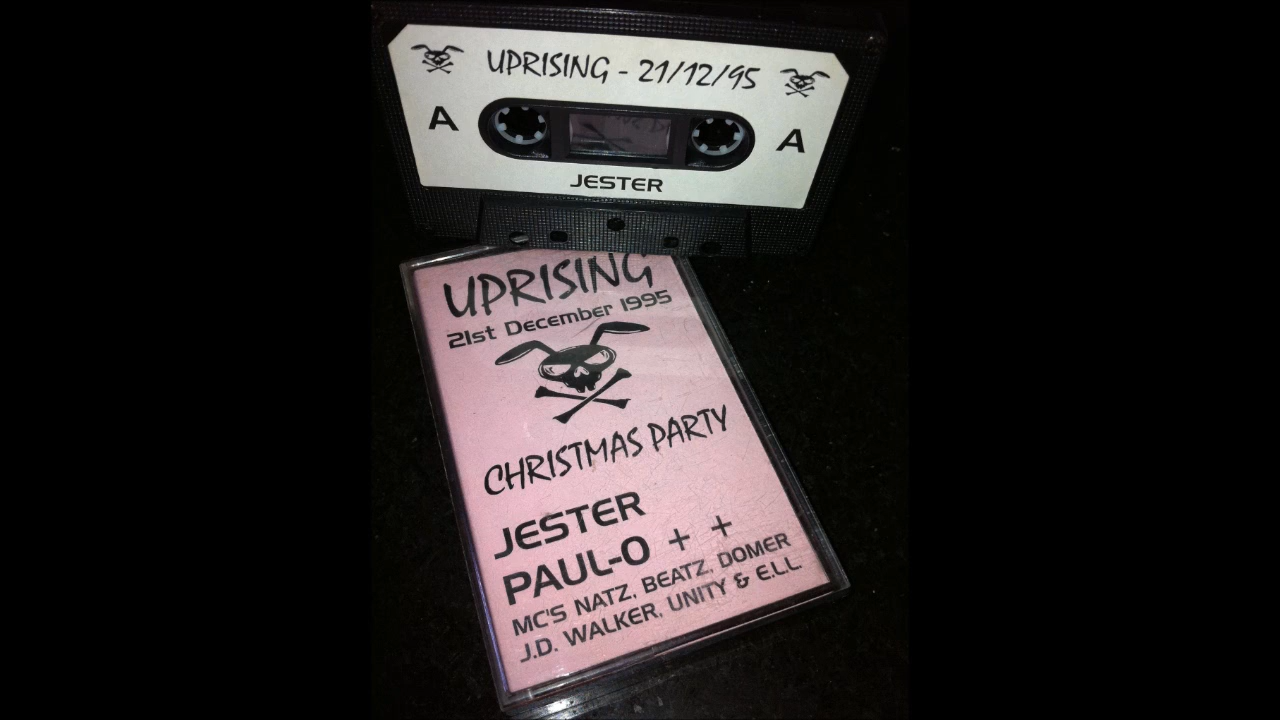 UPRISING - 21/12/95
A A
JESTER
UPRISING
21st December 1995
CHRISTMAS PARTY
JESTER
PAUL-O + +
MC'S NATZ, BEATZ, DOMER
J.D. WALKER, UNITY & E.L.L.